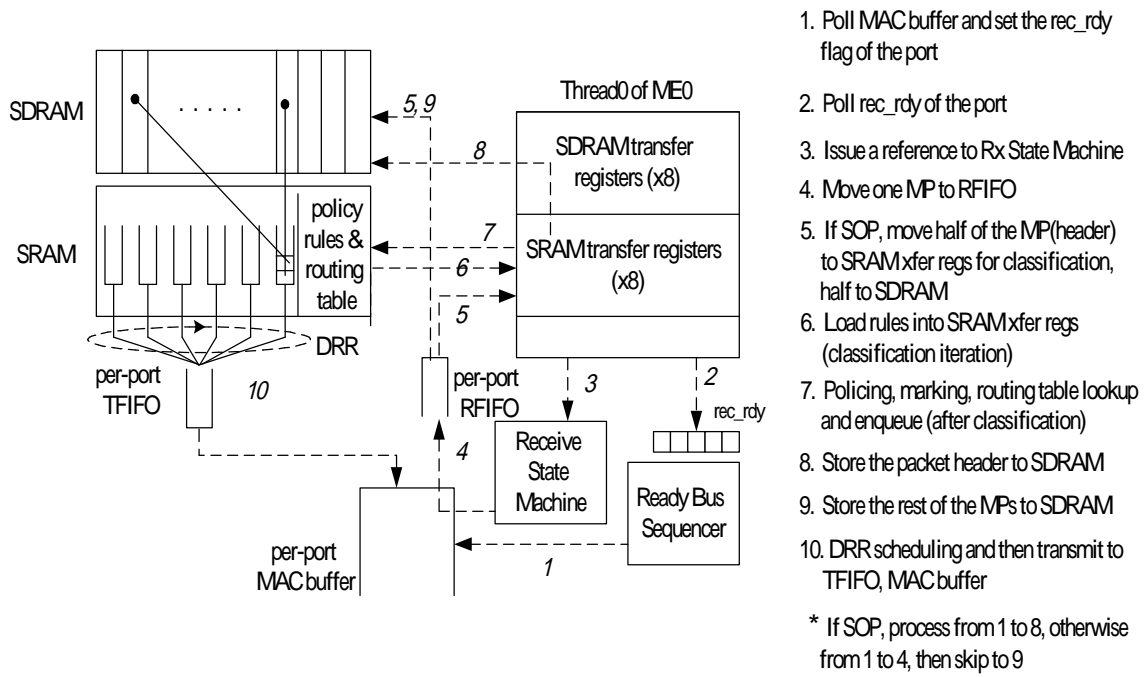 SDRAM
. . . . .
5, 9
8
Thread0 of ME0
SDRAM transfer
registers (x8)
SRAM
policy
rules &
routing
table
7
6
5
SRAM transfer registers
(x8)
DRR
per-port
TFIFO
10
per-port
RFIFO
3
2
rec_rdy
4
Receive
State
Machine
Ready Bus
Sequencer
per-port
MAC buffer
1
1. Poll MAC buffer and set the rec_rdy
flag of the port
2. Poll rec_rdy of the port
3. Issue a reference to Rx State Machine
4. Move one MP to RFIFO
5. If SOP, move half of the MP(header)
to SRAM xfer regs for classification,
half to SDRAM
6. Load rules into SRAM xfer regs
(classification iteration)
7. Policing, marking, routing table lookup
and enqueue (after classification)
8. Store the packet header to SDRAM
9. Store the rest of the MPs to SDRAM
10. DRR scheduling and then transmit to
TFIFO, MAC buffer
* If SOP, process from 1 to 8, otherwise
from 1 to 4, then skip to 9